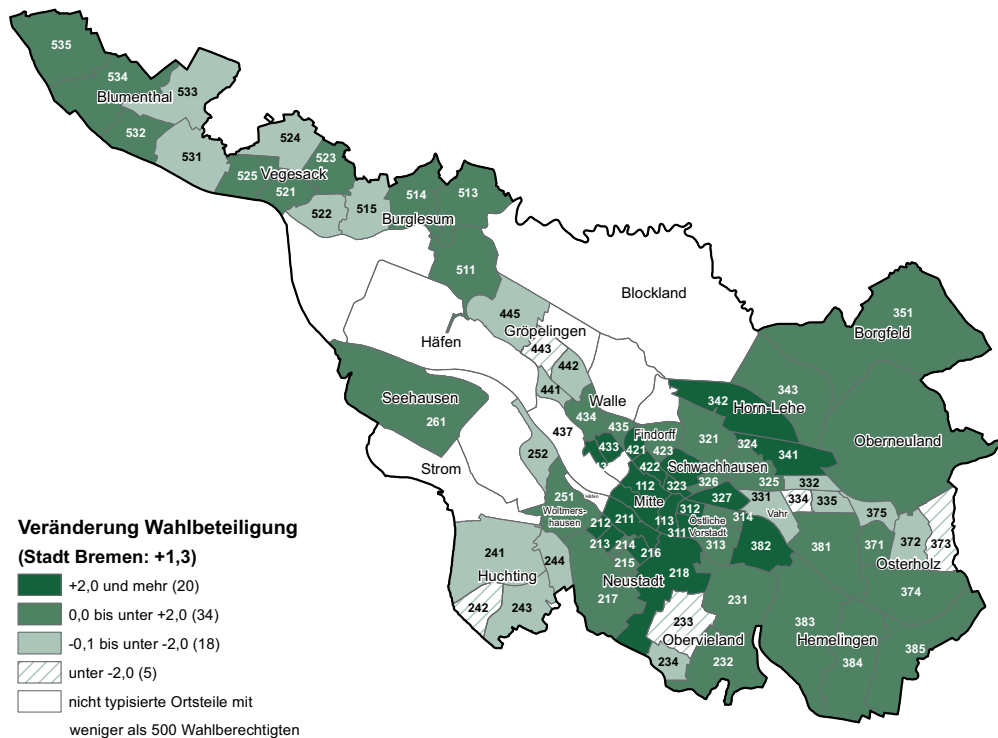 535
534
Blumenthal
533
532
531
524
523
Vegesack
525
521
522
515
514
513
Burglesum
511
Blockland
445
Gröpelingen
443
442
441
Häfen
351
Borgfeld
343
342
Horn-Lehe
Walle
434
435
Findorff
433
421
423
437
422
321
324
341
Schwachhausen
Oberneuland
Seehausen
261
Strom
252
251
Woltmers-
hausen
Häfen
112
Mitte
323
326
327
325
332
331
334
335
Vahr
375
212
211
113
312
311
Östliche
Vorstadt
314
313
382
381
371
372
373
Osterholz
374
213
214
215
216
Neustadt
217
218
231
233
Obervieland
234
232
383
Hemelingen
384
385
241
244
Huchting
242
243
Veränderung Wahlbeteiligung
(Stadt Bremen: +1,3)
+2,0 und mehr (20)
0,0 bis unter +2,0 (34)
-0,1 bis unter -2,0 (18)
unter -2,0 (5)
nicht typisierte Ortsteile mit
weniger als 500 Wahlberechtigten